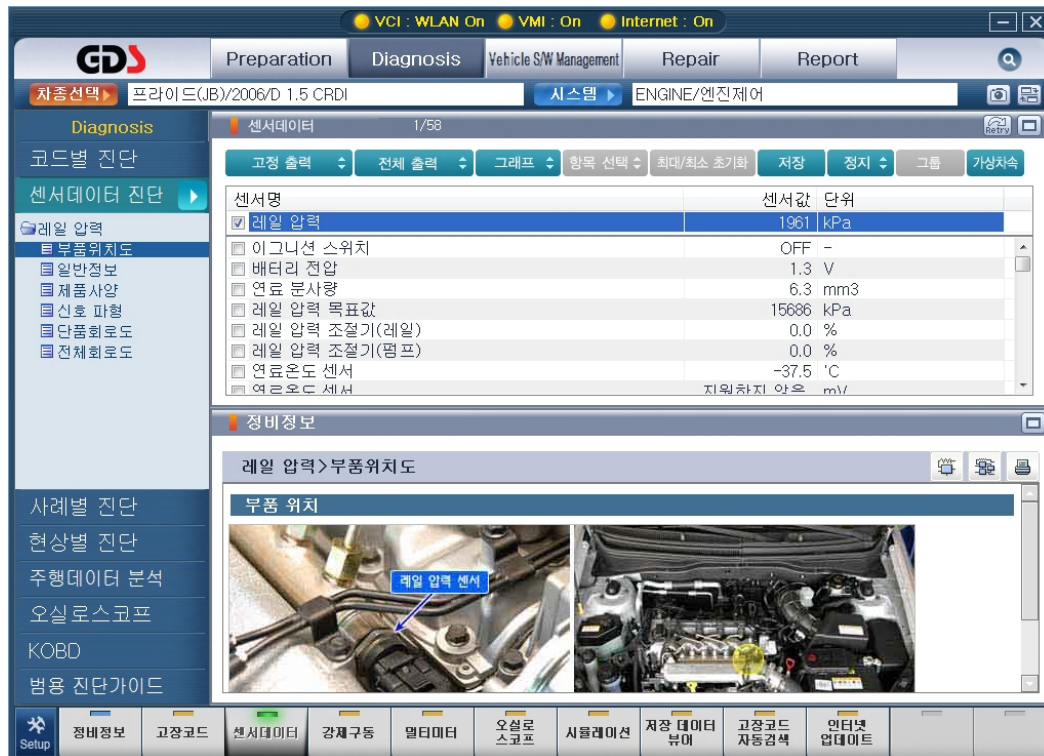 VCI : WLAN On VMI : On Internet : On
GDS Preparation Diagnosis Vehicle S/W Management Repair Report
차종선택 프라이드(JB)/2006/D 1.5 CRDI 시스템 ENGINE/엔진제어
Diagnosis
코드별 진단
센서데이터 진단
레일 압력
부품위치도
일반정보
제품사양
신호 파형
단품회로도
전체회로도
사례별 진단
현상별 진단
주행데이터 분석
오실로스코프
KOBD
범용 진단가이드
센서데이터 1/58 Retry
고정 출력 전체 출력 그래프 항목 선택 최대/최소 초기화 저장 정지 그룹 가상차속
센서명 센서값 단위
레일 압력 1961 kPa
이그니션 스위치 OFF -
배터리 전압 1.3 V
연료 분사량 6.3 mm3
레일 압력 목표값 15686 kPa
레일 압력 조절기(레일) 0.0 %
레일 압력 조절기(펌프) 0.0 %
연료온도 센서 -37.5 'C
연료온도 센서 지원하지 않음 mV
정비정보
레일 압력>부품위치도
부품 위치
레일 압력 센서
Setup 정비정보 고장코드 센서데이터 강제구동 멀티미터 오실로스코프 시뮬레이션 저장 데이터 뷰어 고장코드 자동검색 인터넷 업데이트